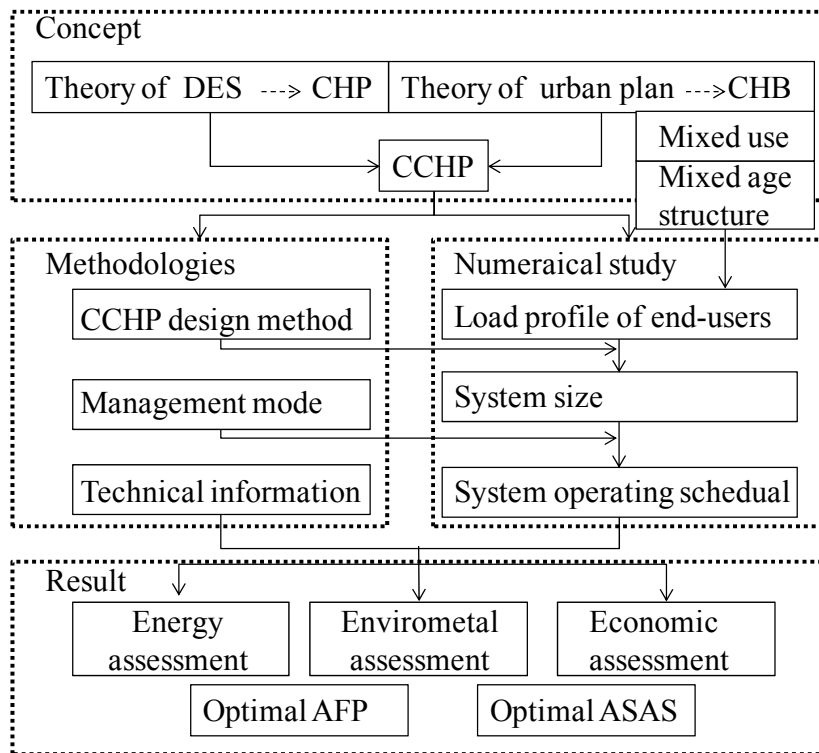 Concept
Theory of DES ---> CHP
Theory of urban plan --->CHB
Mixed use
CCHP
Mixed age
structure
Methodologies
CCHP design method
Management mode
Technical information
Numeraical study
Load profile of end-users
System size
System operating schedual
Result
Energy
assessment
Envirometal
assessment
Economic
assessment
Optimal AFP
Optimal ASAS